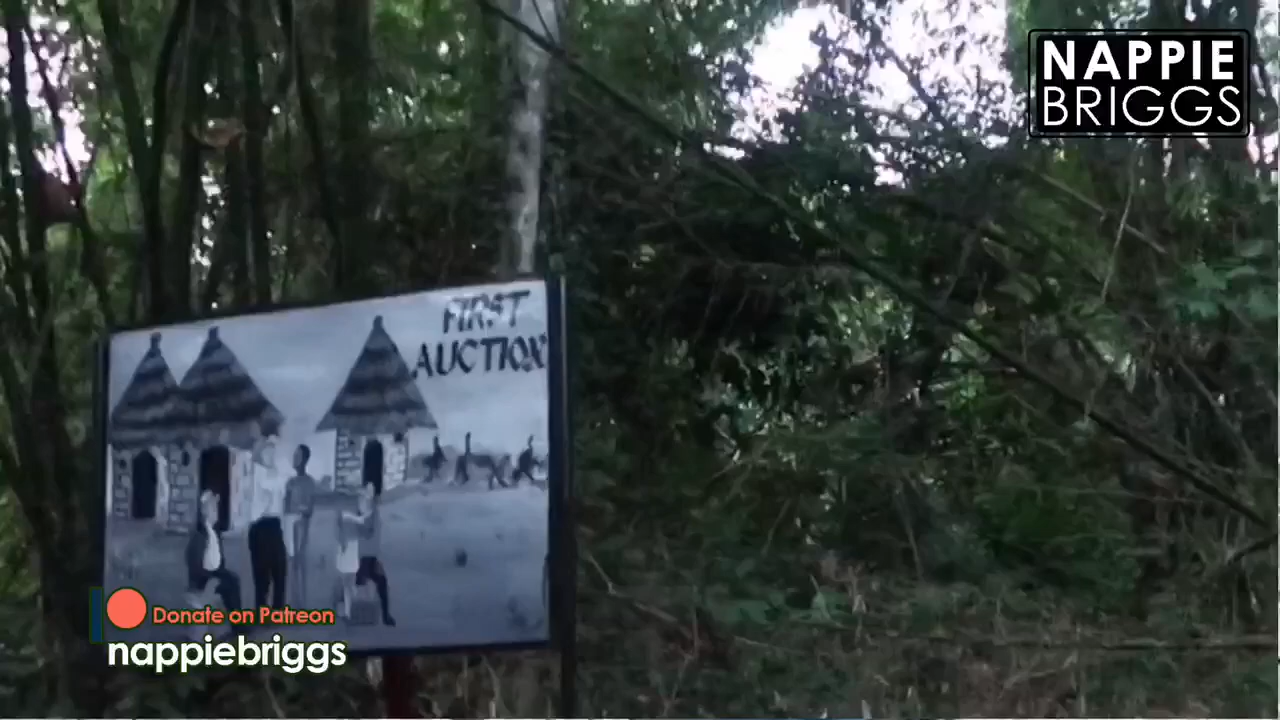 NAPPIE
BRIGGS
FIRST
AUCTION
Donate on Patreon
nappiebriggs